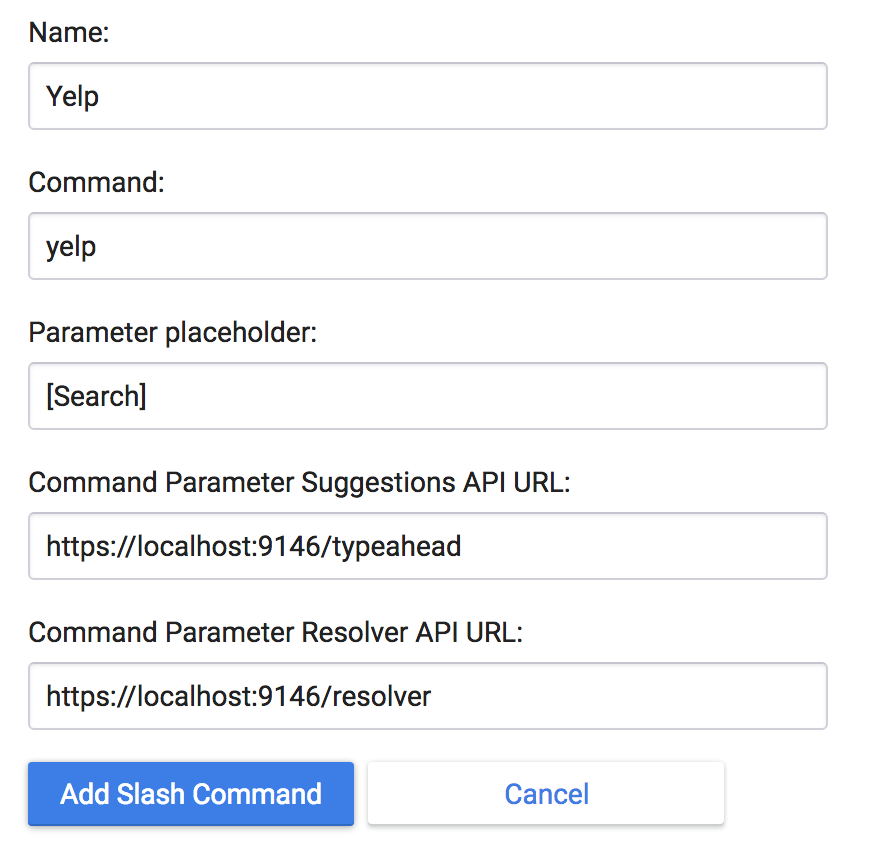 Name:
Yelp
Command:
yelp
Parameter placeholder:
[Search]
Command Parameter Suggestions API URL:
https://localhost:9146/typeahead
Command Parameter Resolver API URL:
https://localhost:9146/resolver
Add Slash Command
Cancel